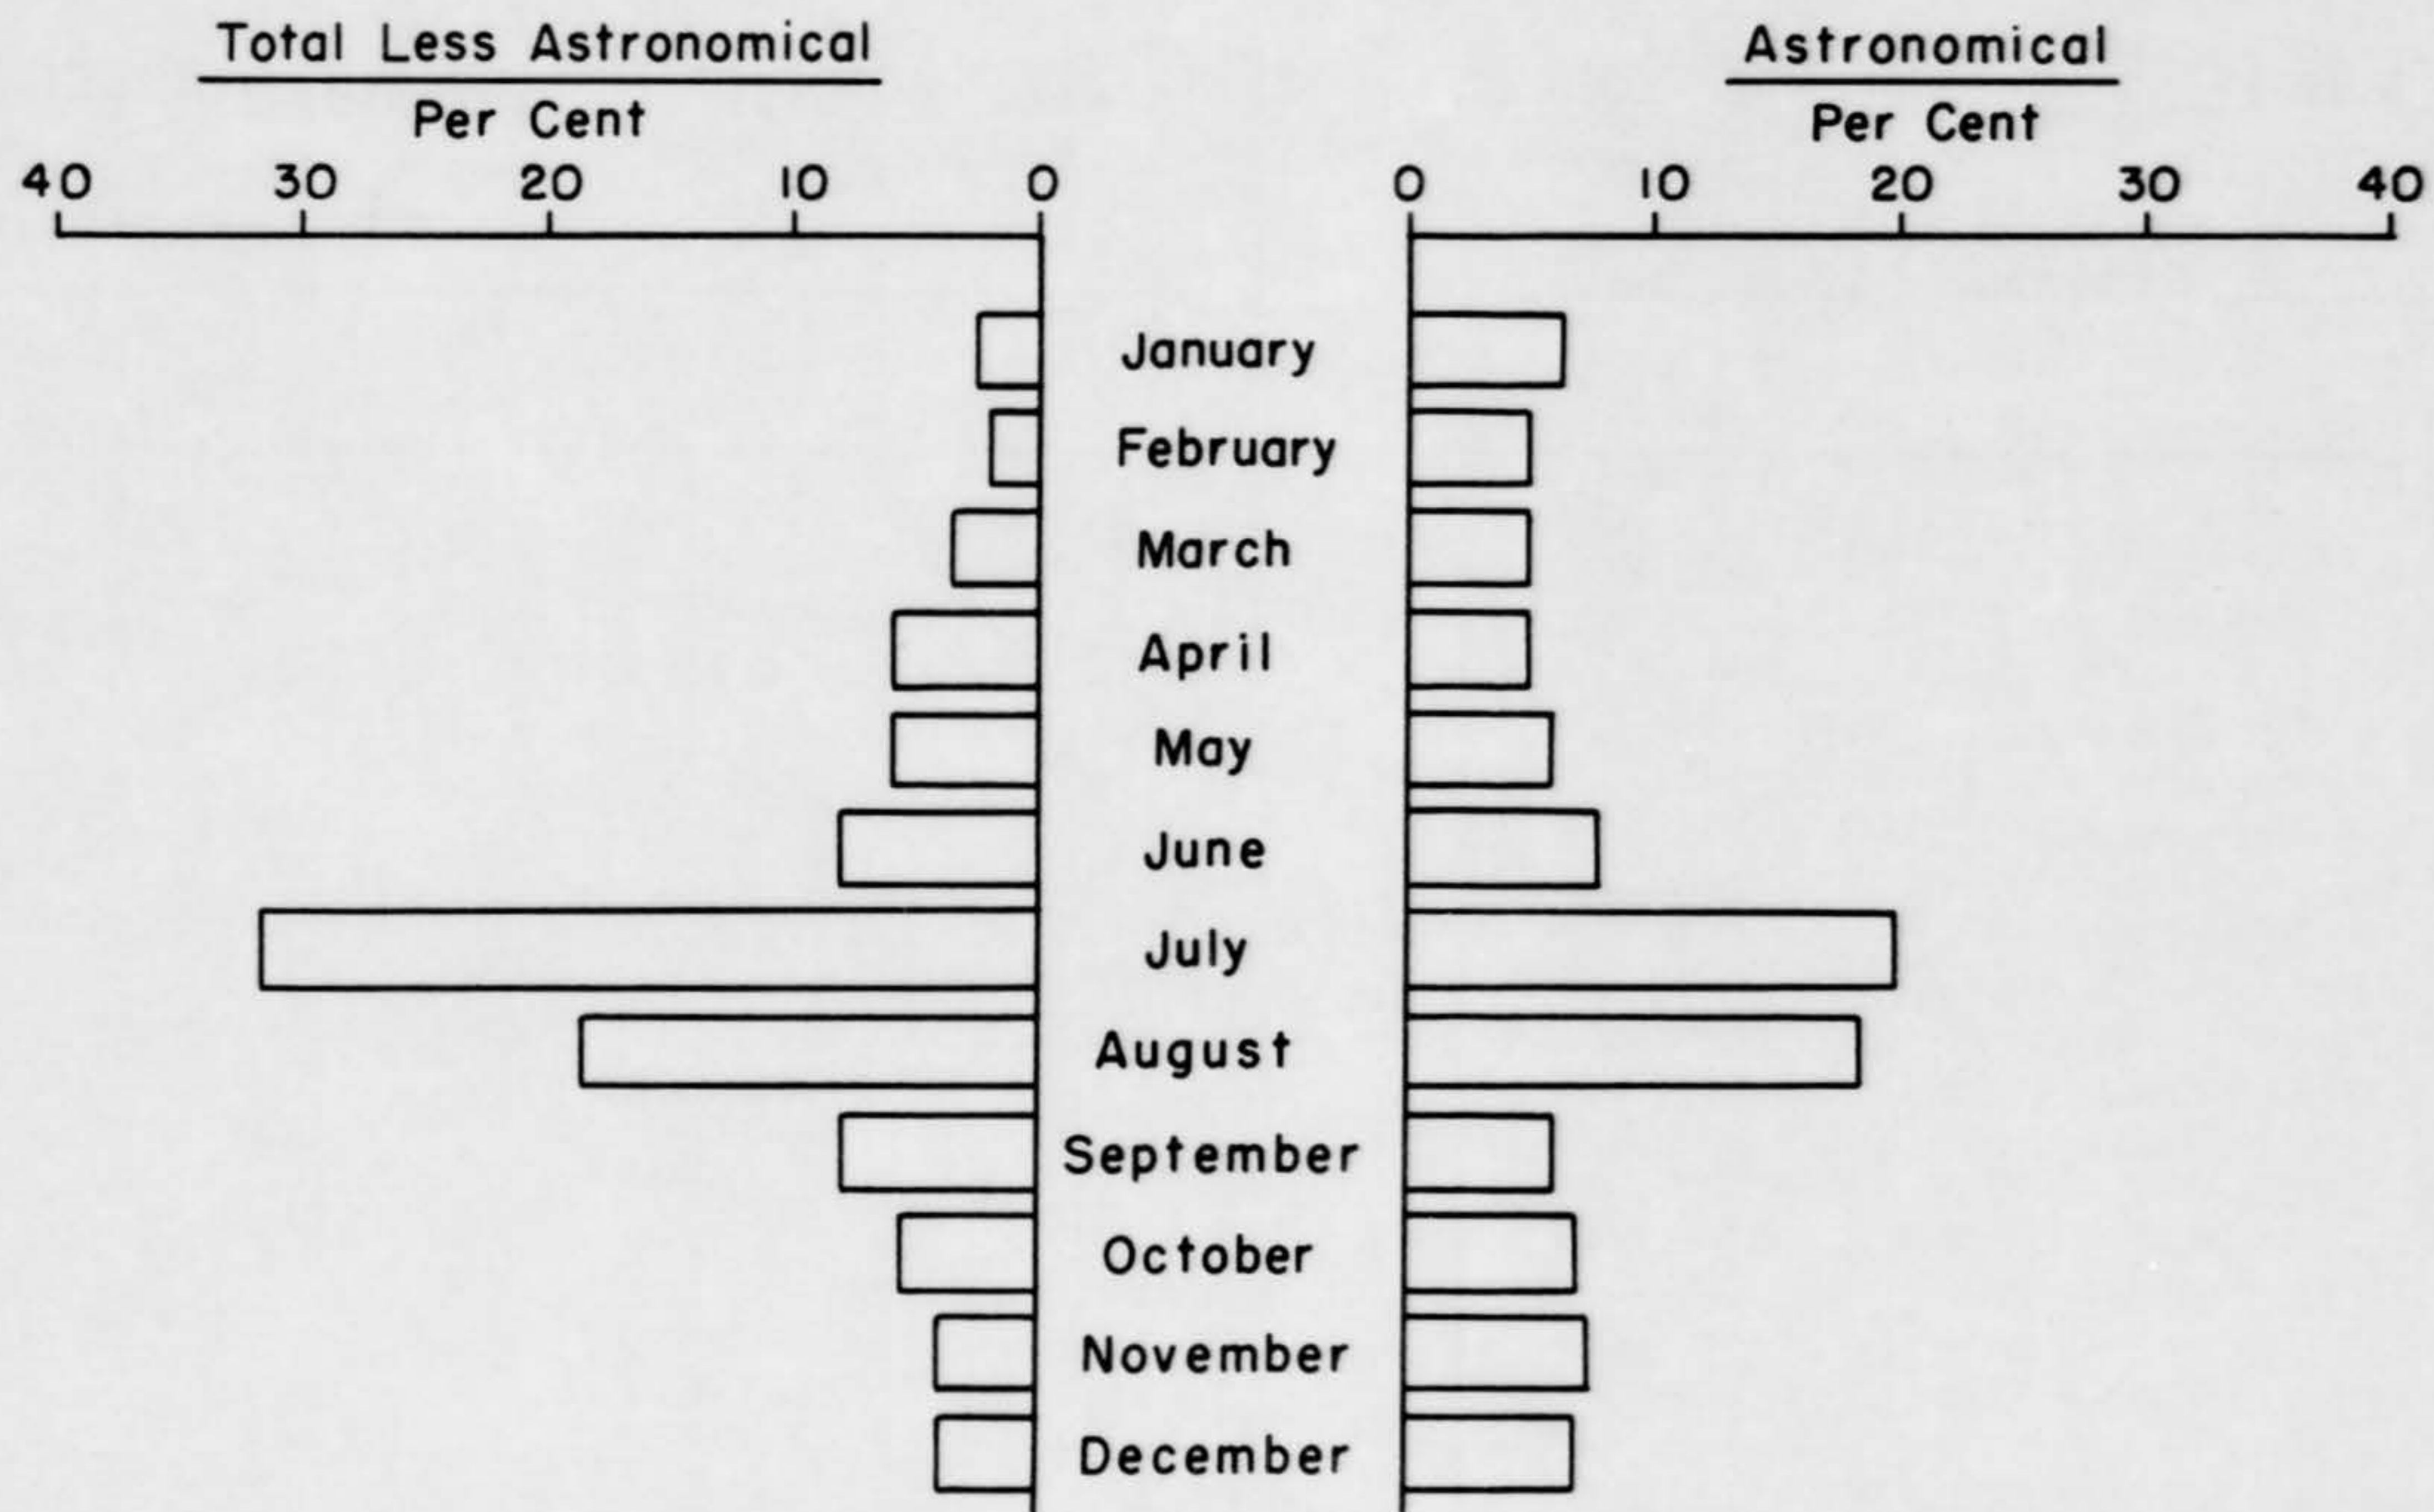 Total Less Astronomical
Per Cent
40 30 20 10 0
Astronomical
Per Cent
0 10 20 30 40
January
February
March
April
May
June
July
August
September
October
November
December